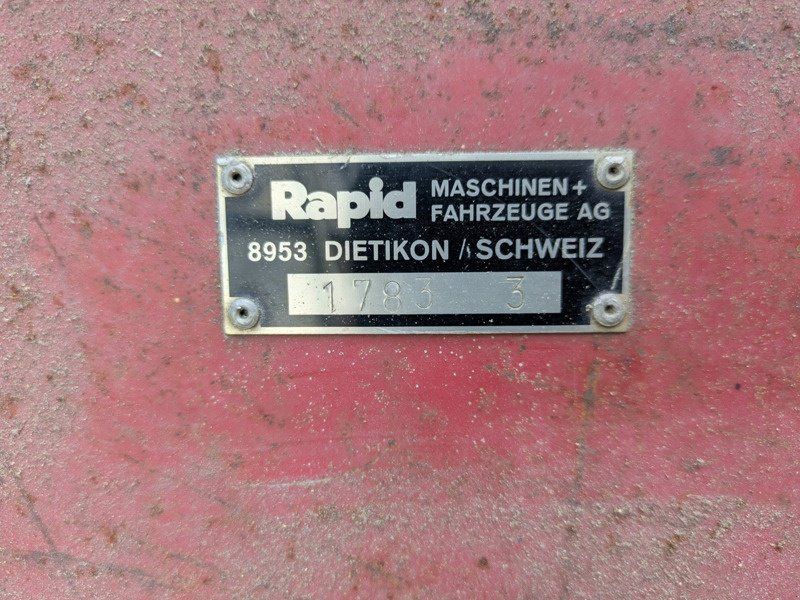 Rapid MASCHINEN +
FAHRZEUGE AG
8953 DIETIKON / SCHWEIZ
1783 3